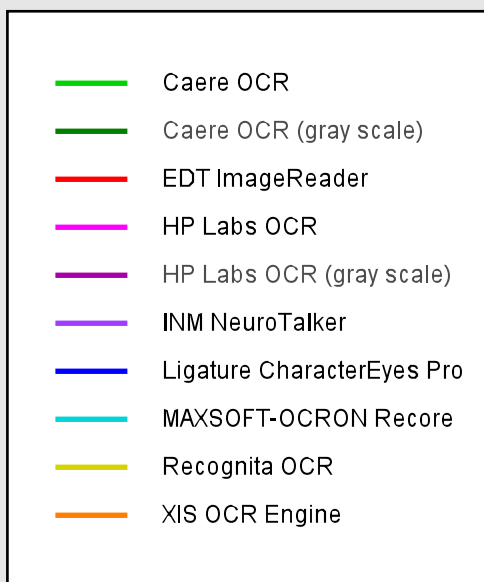 Caere OCR
Caere OCR (gray scale)
EDT ImageReader
HP Labs OCR
HP Labs OCR (gray scale)
INM NeuroTalker
Ligature CharacterEyes Pro
MAXSOFT-OCRON Recore
Recognita OCR
XIS OCR Engine